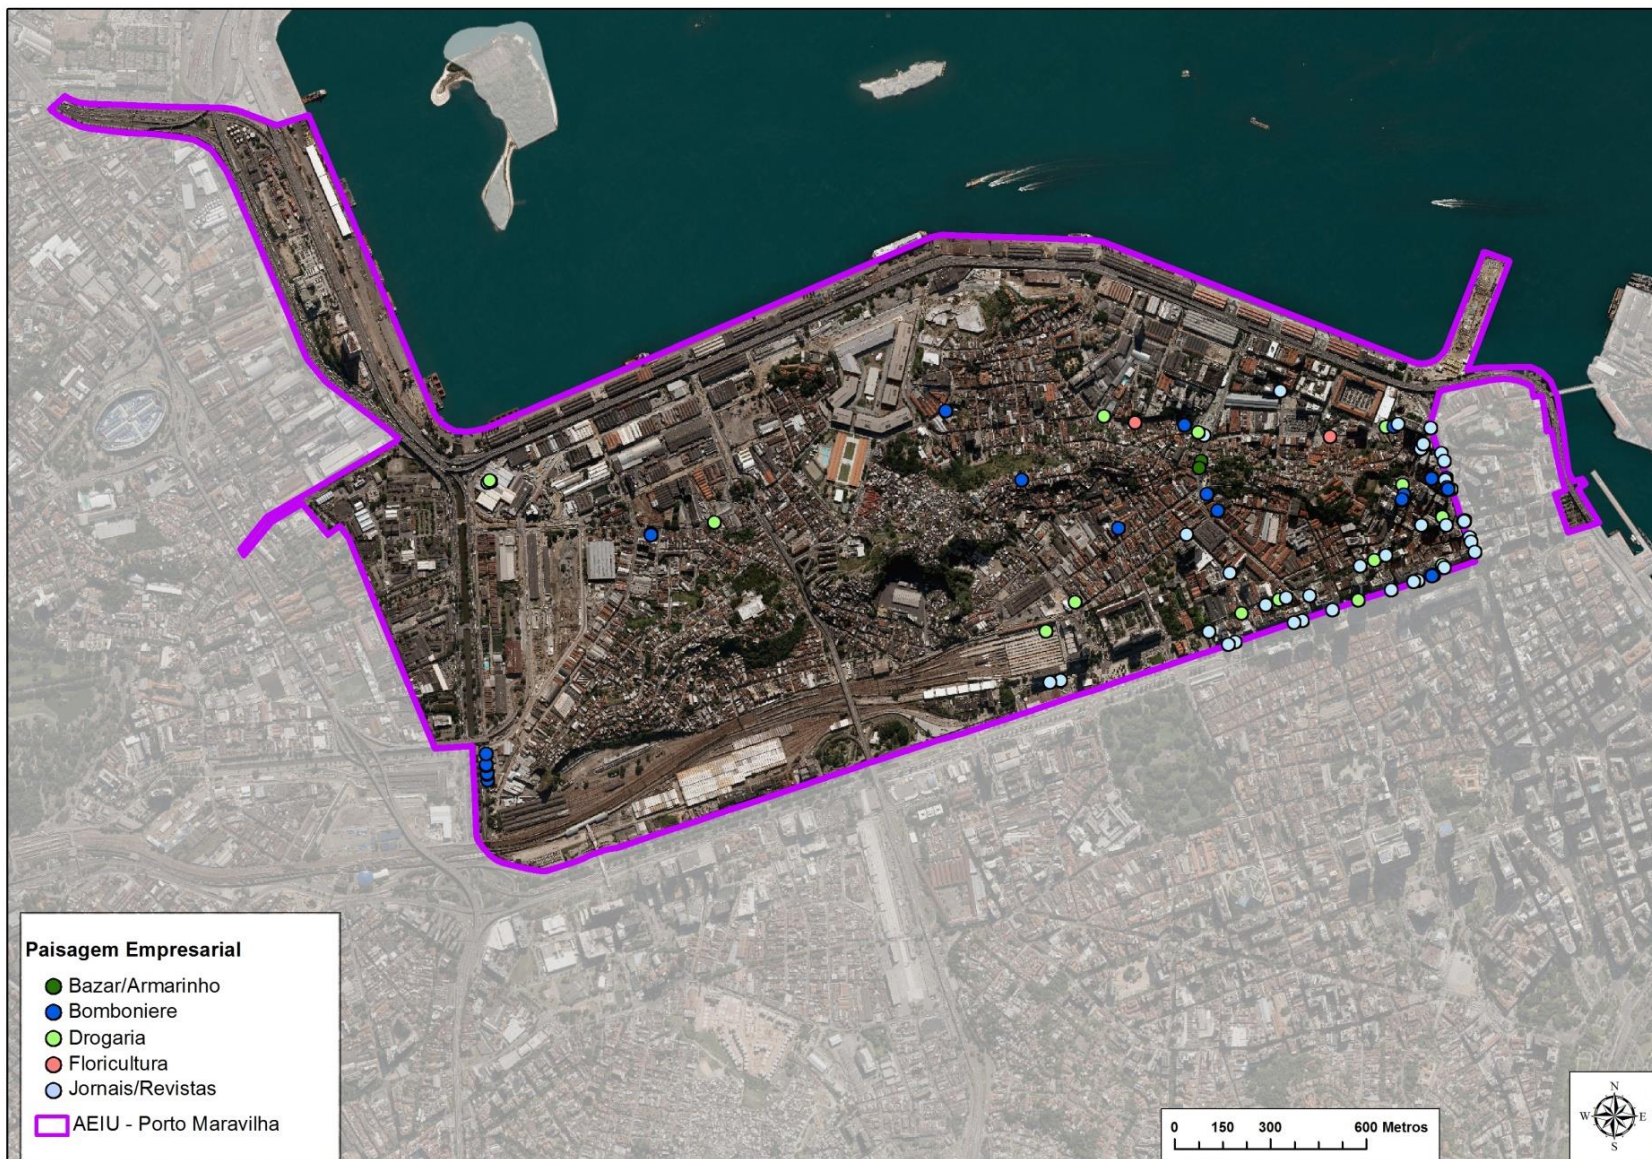 Paisagem Empresarial
Bazar/Armarinho
Bomboniere
Drogaria
Floricultura
Jornais/Revistas
AEIU - Porto Maravilha
0 150 300 600 Metros
N
W E
S